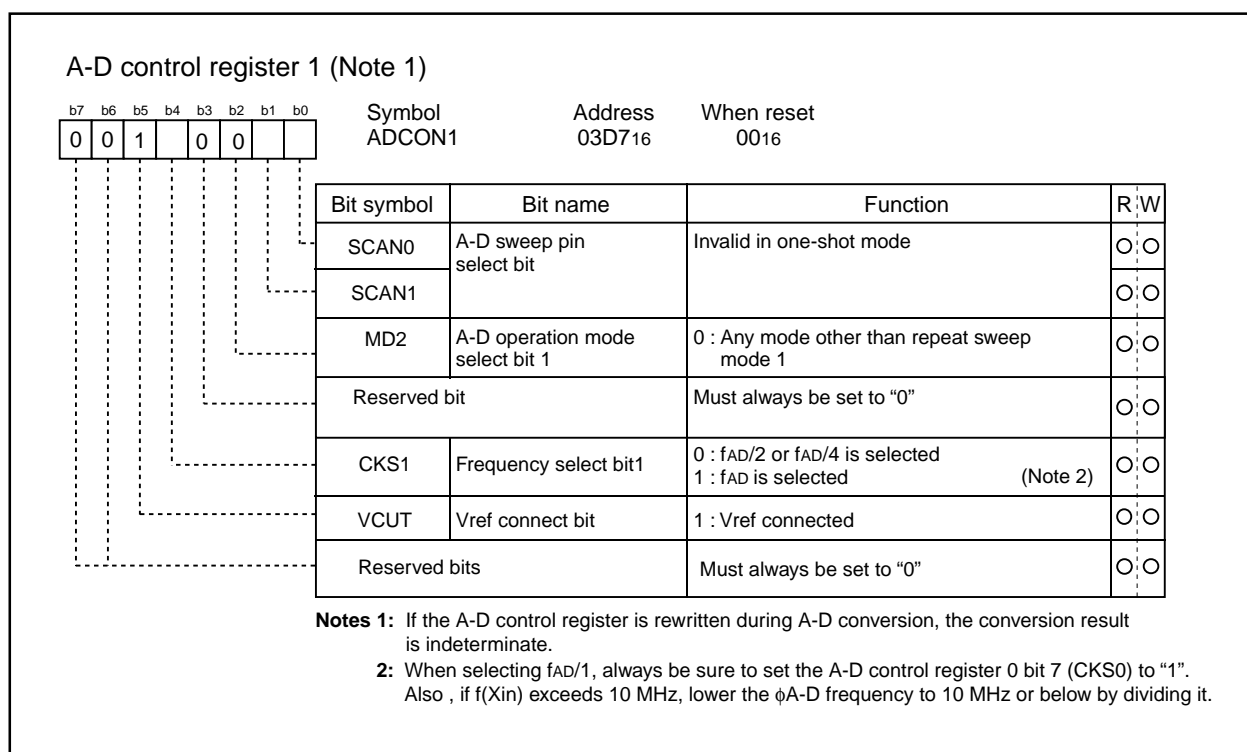 A-D control register 1 (Note 1)
b7 b6 b5 b4 b3 b2 b1 b0
0 0 1 0 0
Symbol Address When reset
ADCON1 03D716 0016
Bit symbol Bit name Function R W
SCAN0 A-D sweep pin select bit Invalid in one-shot mode O O
SCAN1 O O
MD2 A-D operation mode select bit 1 0 : Any mode other than repeat sweep mode 1 O O
Reserved bit Must always be set to “0” O O
CKS1 Frequency select bit1 0 : fAD/2 or fAD/4 is selected
1 : fAD is selected (Note 2) O O
VCUT Vref connect bit 1 : Vref connected O O
Reserved bits Must always be set to “0” O O
Notes 1: If the A-D control register is rewritten during A-D conversion, the conversion result
is indeterminate.
2: When selecting fAD/1, always be sure to set the A-D control register 0 bit 7 (CKS0) to “1”.
Also , if f(Xin) exceeds 10 MHz, lower the ϕA-D frequency to 10 MHz or below by dividing it.